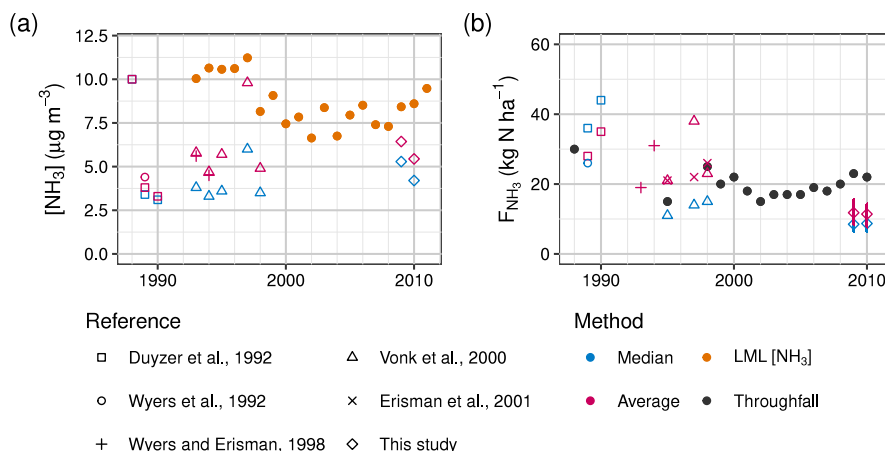 (a)
(b)
[NH₃] (μg m⁻³)
12.5
10.0
7.5
5.0
2.5
0.0
1990
2000
2010
F_NH₃ (kg N ha⁻¹)
60
40
20
0
1990
2000
2010
Reference
Duyzer et al., 1992
Vonk et al., 2000
Wyers et al., 1992
Erisman et al., 2001
Wyers and Erisman, 1998
This study
Method
Median
LML [NH₃]
Average
Throughfall